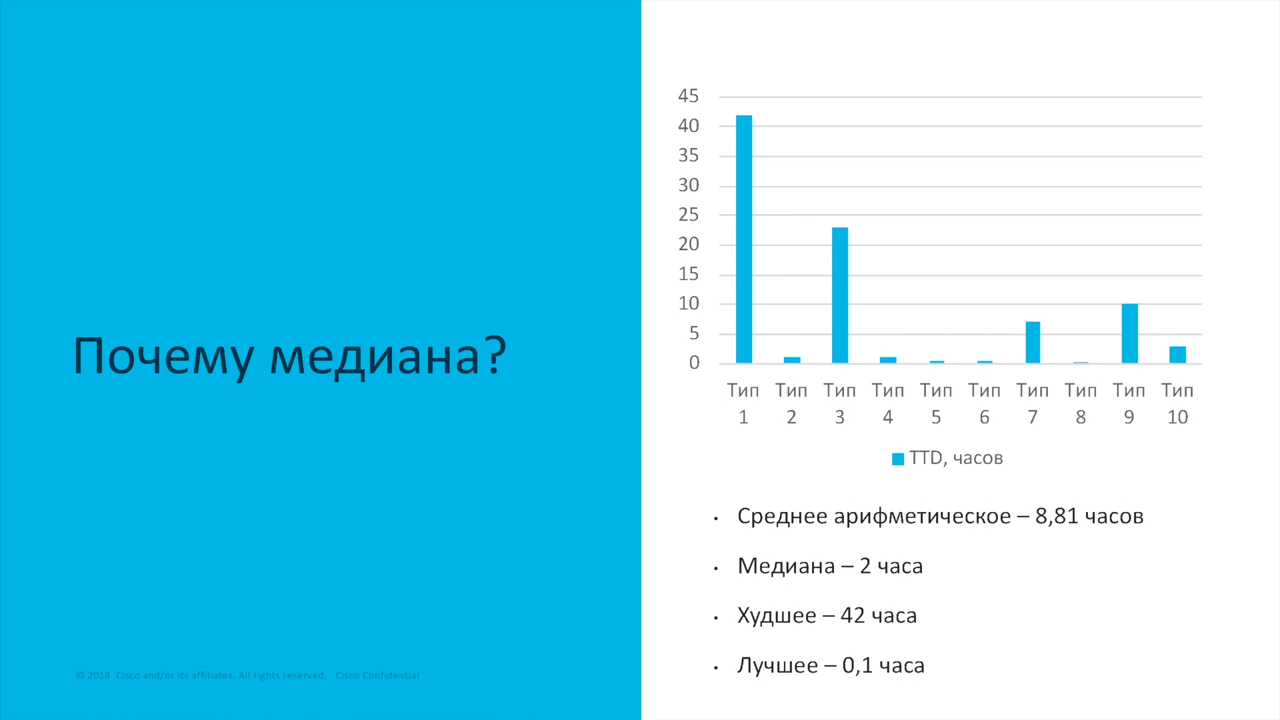 Почему медиана?
© 2018 Cisco and/or its affiliates. All rights reserved. Cisco Confidential
45
40
35
30
25
20
15
10
5
0
Тип 1
Тип 2
Тип 3
Тип 4
Тип 5
Тип 6
Тип 7
Тип 8
Тип 9
Тип 10
TTD, часов
• Среднее арифметическое – 8,81 часов
• Медиана – 2 часа
• Худшее – 42 часа
• Лучшее – 0,1 часа